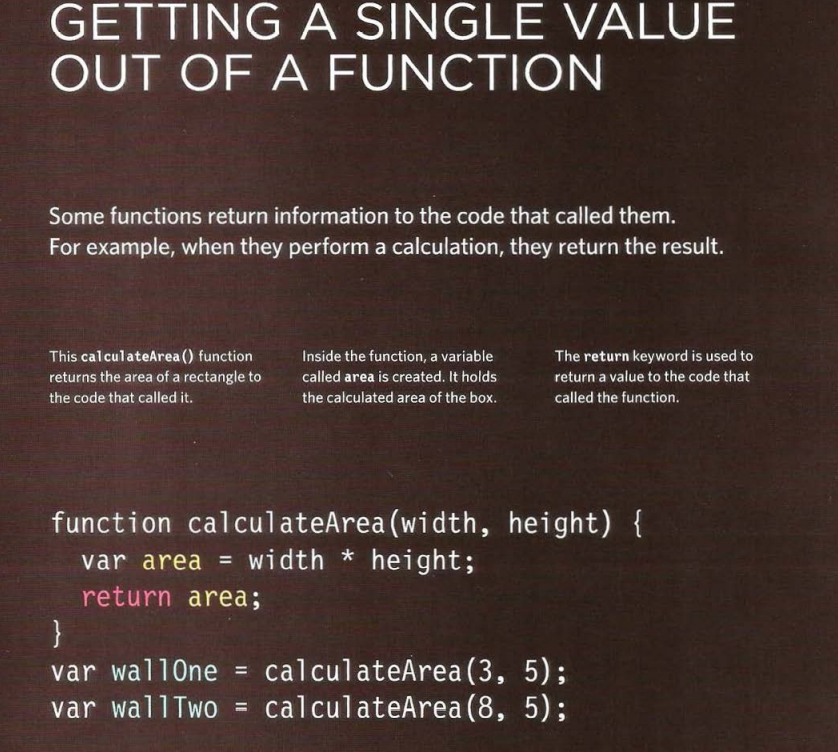 GETTING A SINGLE VALUE
OUT OF A FUNCTION
Some functions return information to the code that called them.
For example, when they perform a calculation, they return the result.
This calculateArea() function
returns the area of a rectangle to
the code that called it.
Inside the function, a variable
called area is created. It holds
the calculated area of the box.
The return keyword is used to
return a value to the code that
called the function.
function calculateArea(width, height) {
  var area = width * height;
  return area;
}
var wallOne = calculateArea(3, 5);
var wallTwo = calculateArea(8, 5);